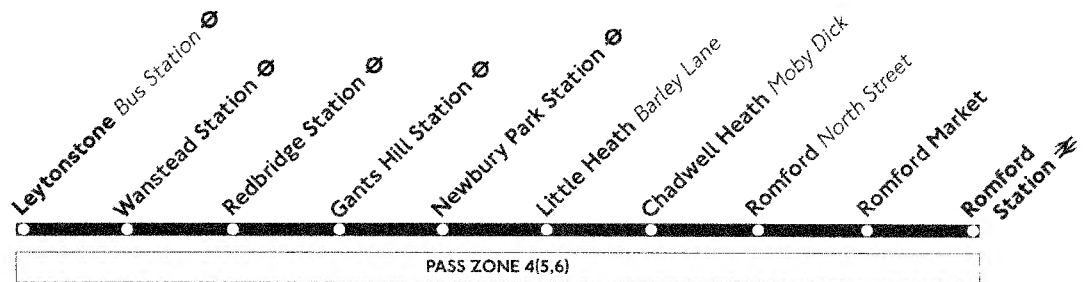 Leytonstone Bus Station
Wanstead Station
Redbridge Station
Gants Hill Station
Newbury Park Station
Little Heath Barley Lane
Chadwell Heath Moby Dick
Romford North Street
Romford Market
Romford
Station
PASS ZONE 4(5,6)